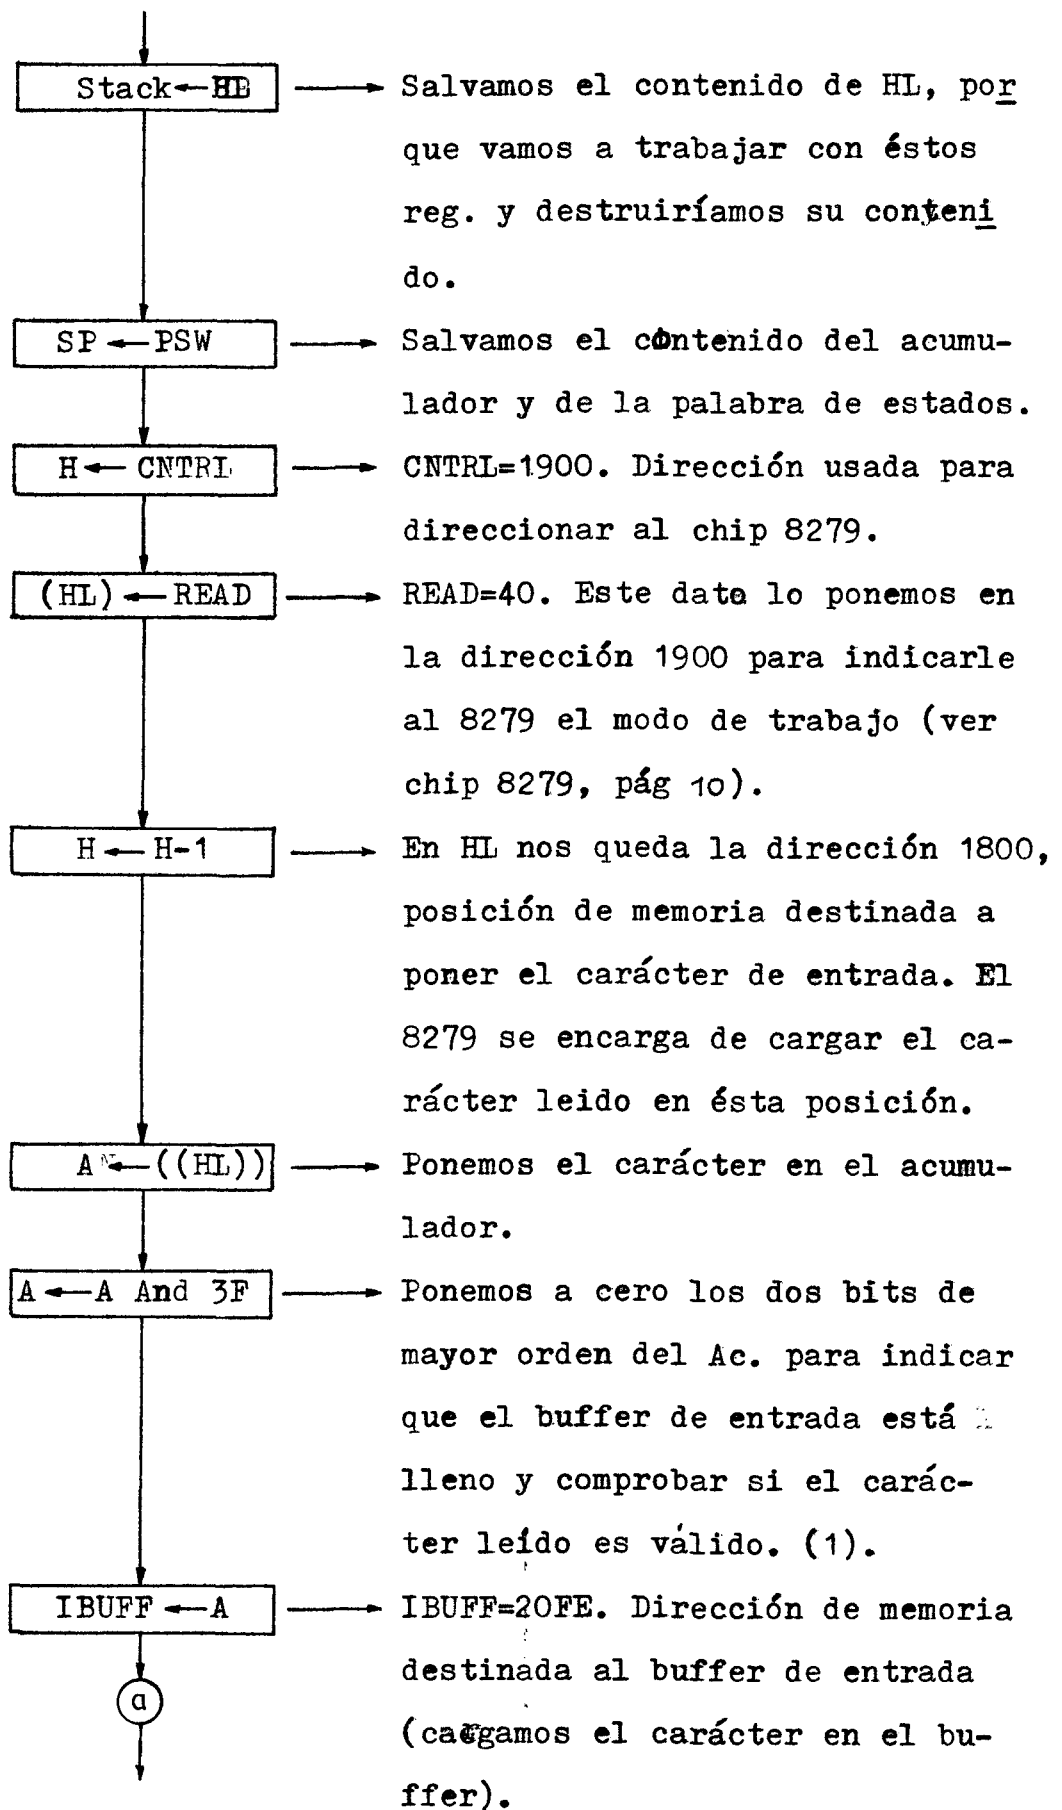 Stack←HL → Salvamos el contenido de HL, por
que vamos a trabajar con éstos
reg. y destruiríamos su conteni
do.
SP ← PSW → Salvamos el contenido del acumu-
lador y de la palabra de estados.
H ← CNTRL → CNTRL=1900. Dirección usada para
direccionar al chip 8279.
(HL) ← READ → READ=40. Este dato lo ponemos en
la dirección 1900 para indicarle
al 8279 el modo de trabajo (ver
chip 8279, pág 10).
H ← H-1 → En HL nos queda la dirección 1800,
posición de memoria destinada a
poner el carácter de entrada. El
8279 se encarga de cargar el ca-
rácter leido en ésta posición.
A ← ((HL)) → Ponemos el carácter en el acumu-
lador.
A ← A And 3F → Ponemos a cero los dos bits de
mayor orden del Ac. para indicar
que el buffer de entrada está
lleno y comprobar si el carác-
ter leído es válido. (1).
IBUFF ← A → IBUFF=20FE. Dirección de memoria
destinada al buffer de entrada
(cargamos el carácter en el bu-
ffer).
a